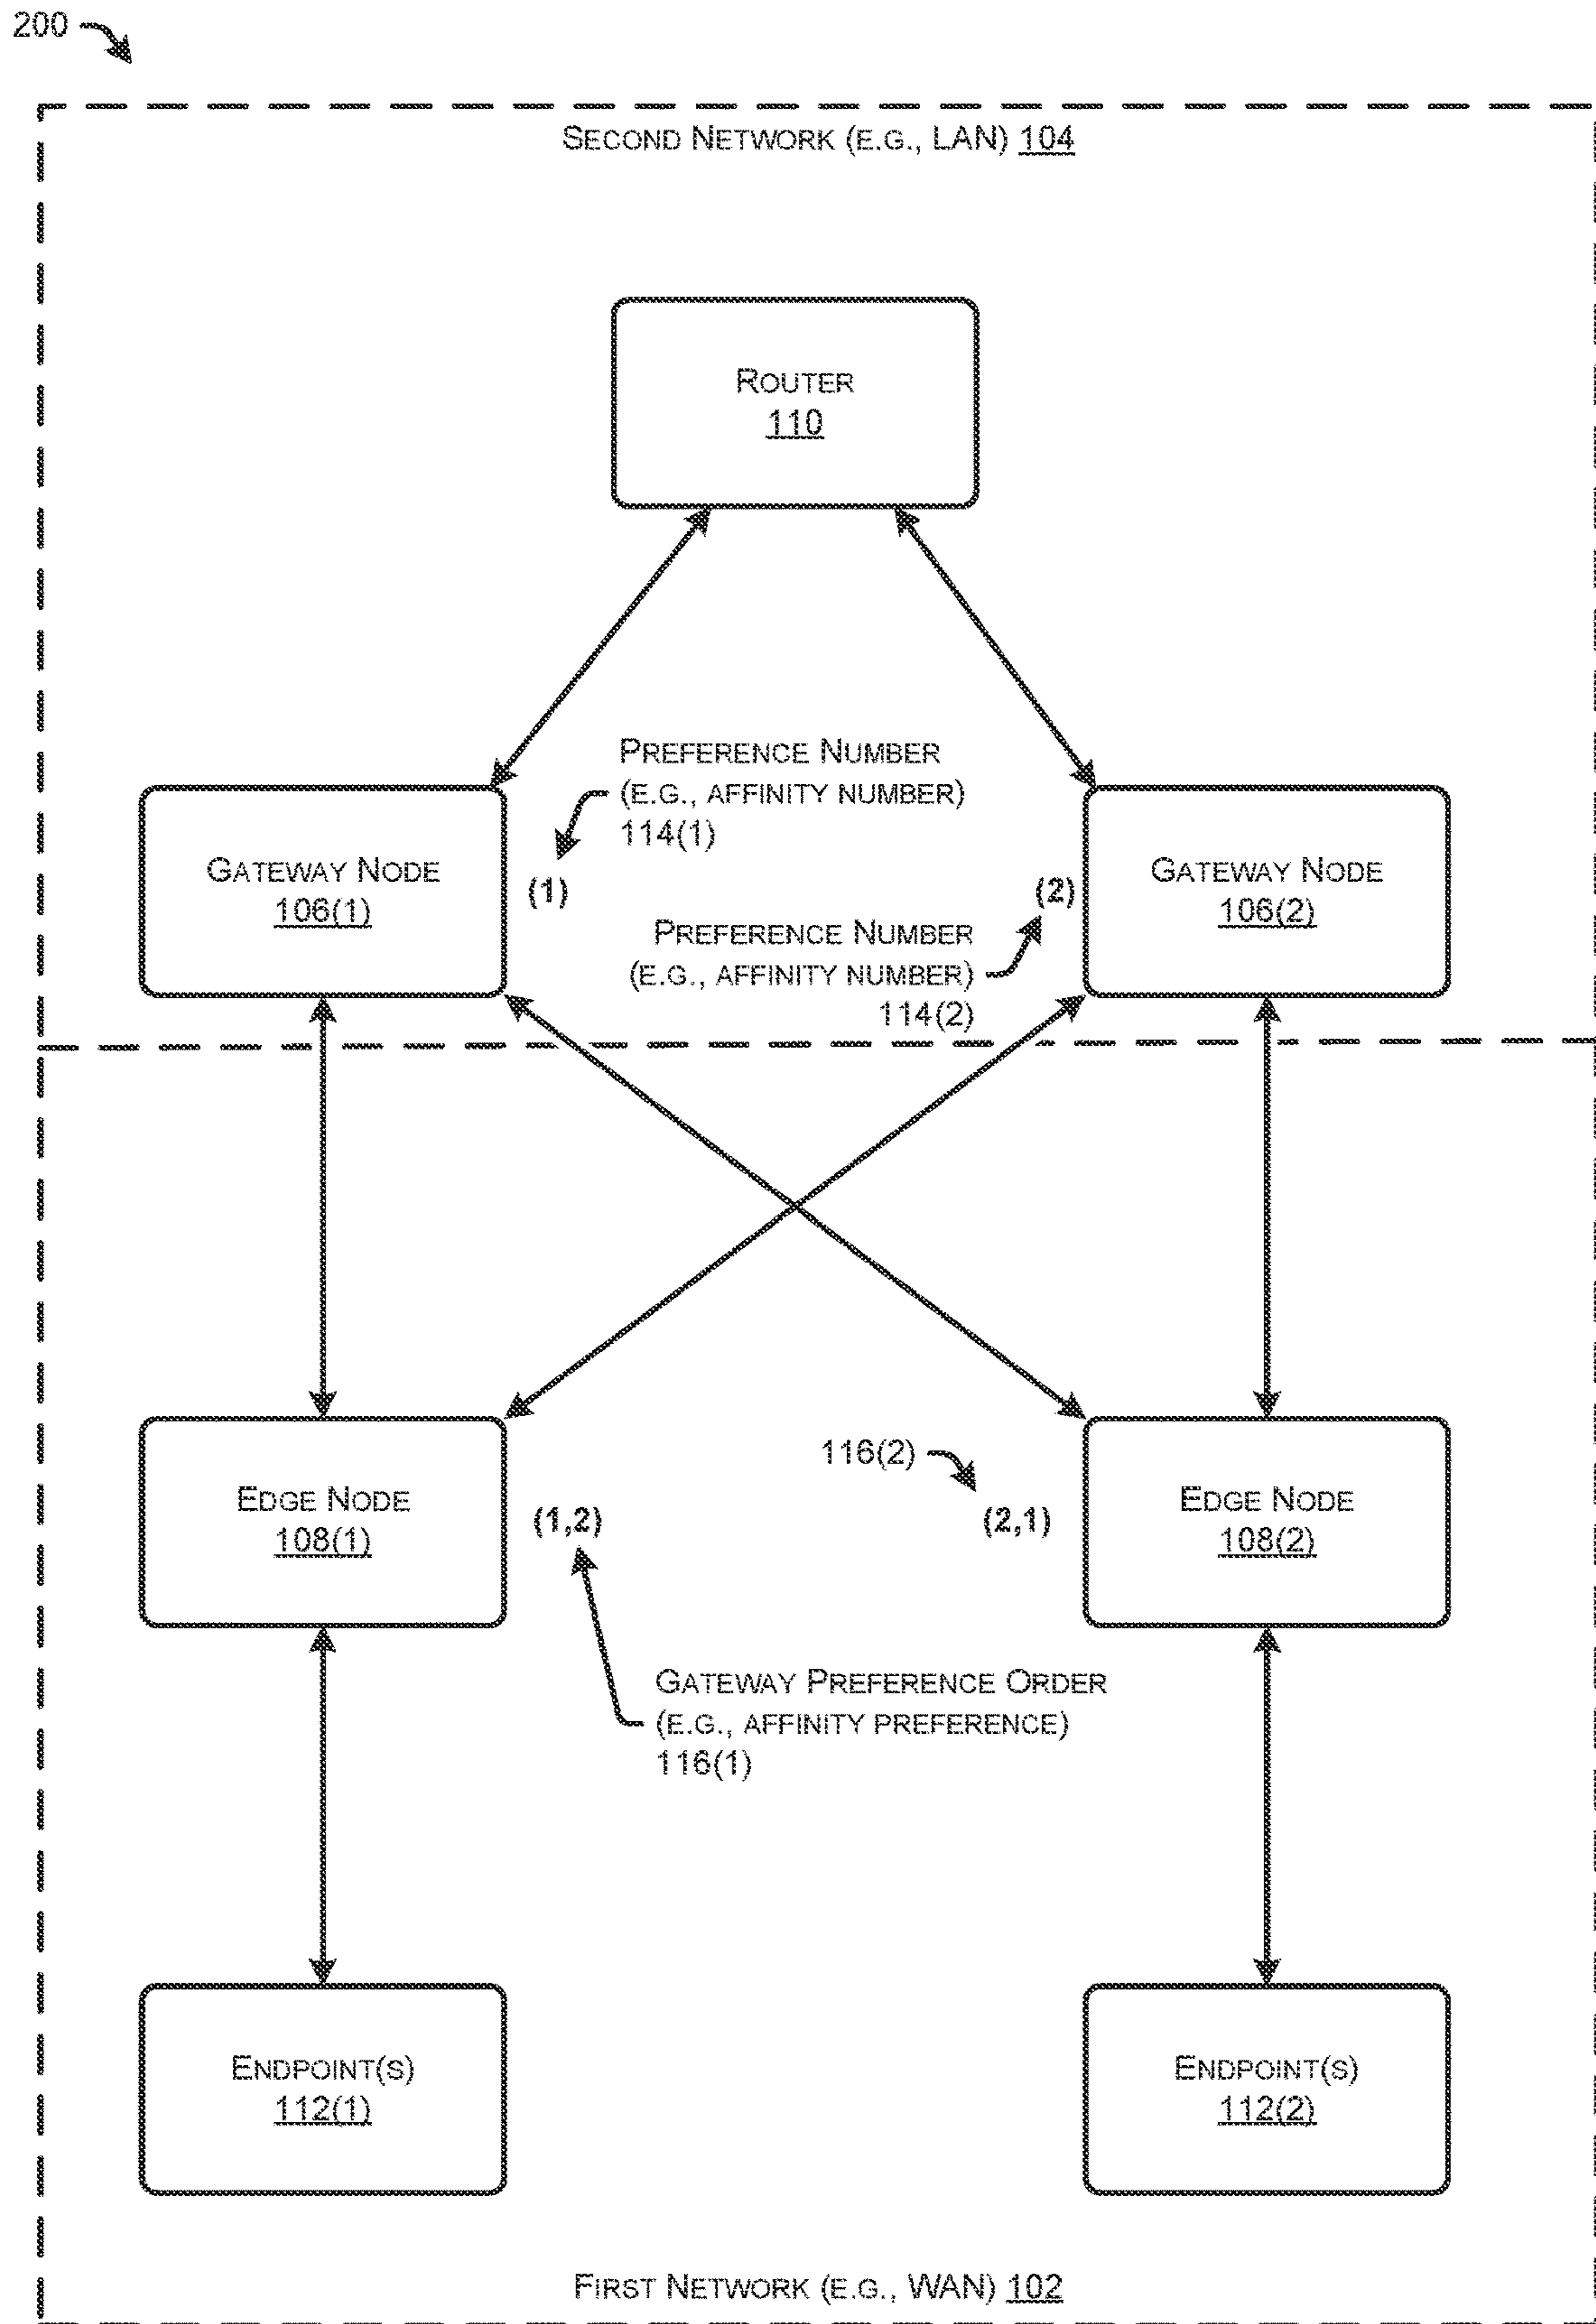 200
SECOND NETWORK (E.G., LAN) 104
ROUTER
110
PREFERENCE NUMBER
(E.G., AFFINITY NUMBER)
114(1)
GATEWAY NODE
106(1)
(1)
(2)
GATEWAY NODE
106(2)
PREFERENCE NUMBER
(E.G., AFFINITY NUMBER)
114(2)
EDGE NODE
108(1)
(1,2)
116(2)
(2,1)
EDGE NODE
108(2)
GATEWAY PREFERENCE ORDER
(E.G., AFFINITY PREFERENCE)
116(1)
ENDPOINT(S)
112(1)
ENDPOINT(S)
112(2)
FIRST NETWORK (E.G., WAN) 102